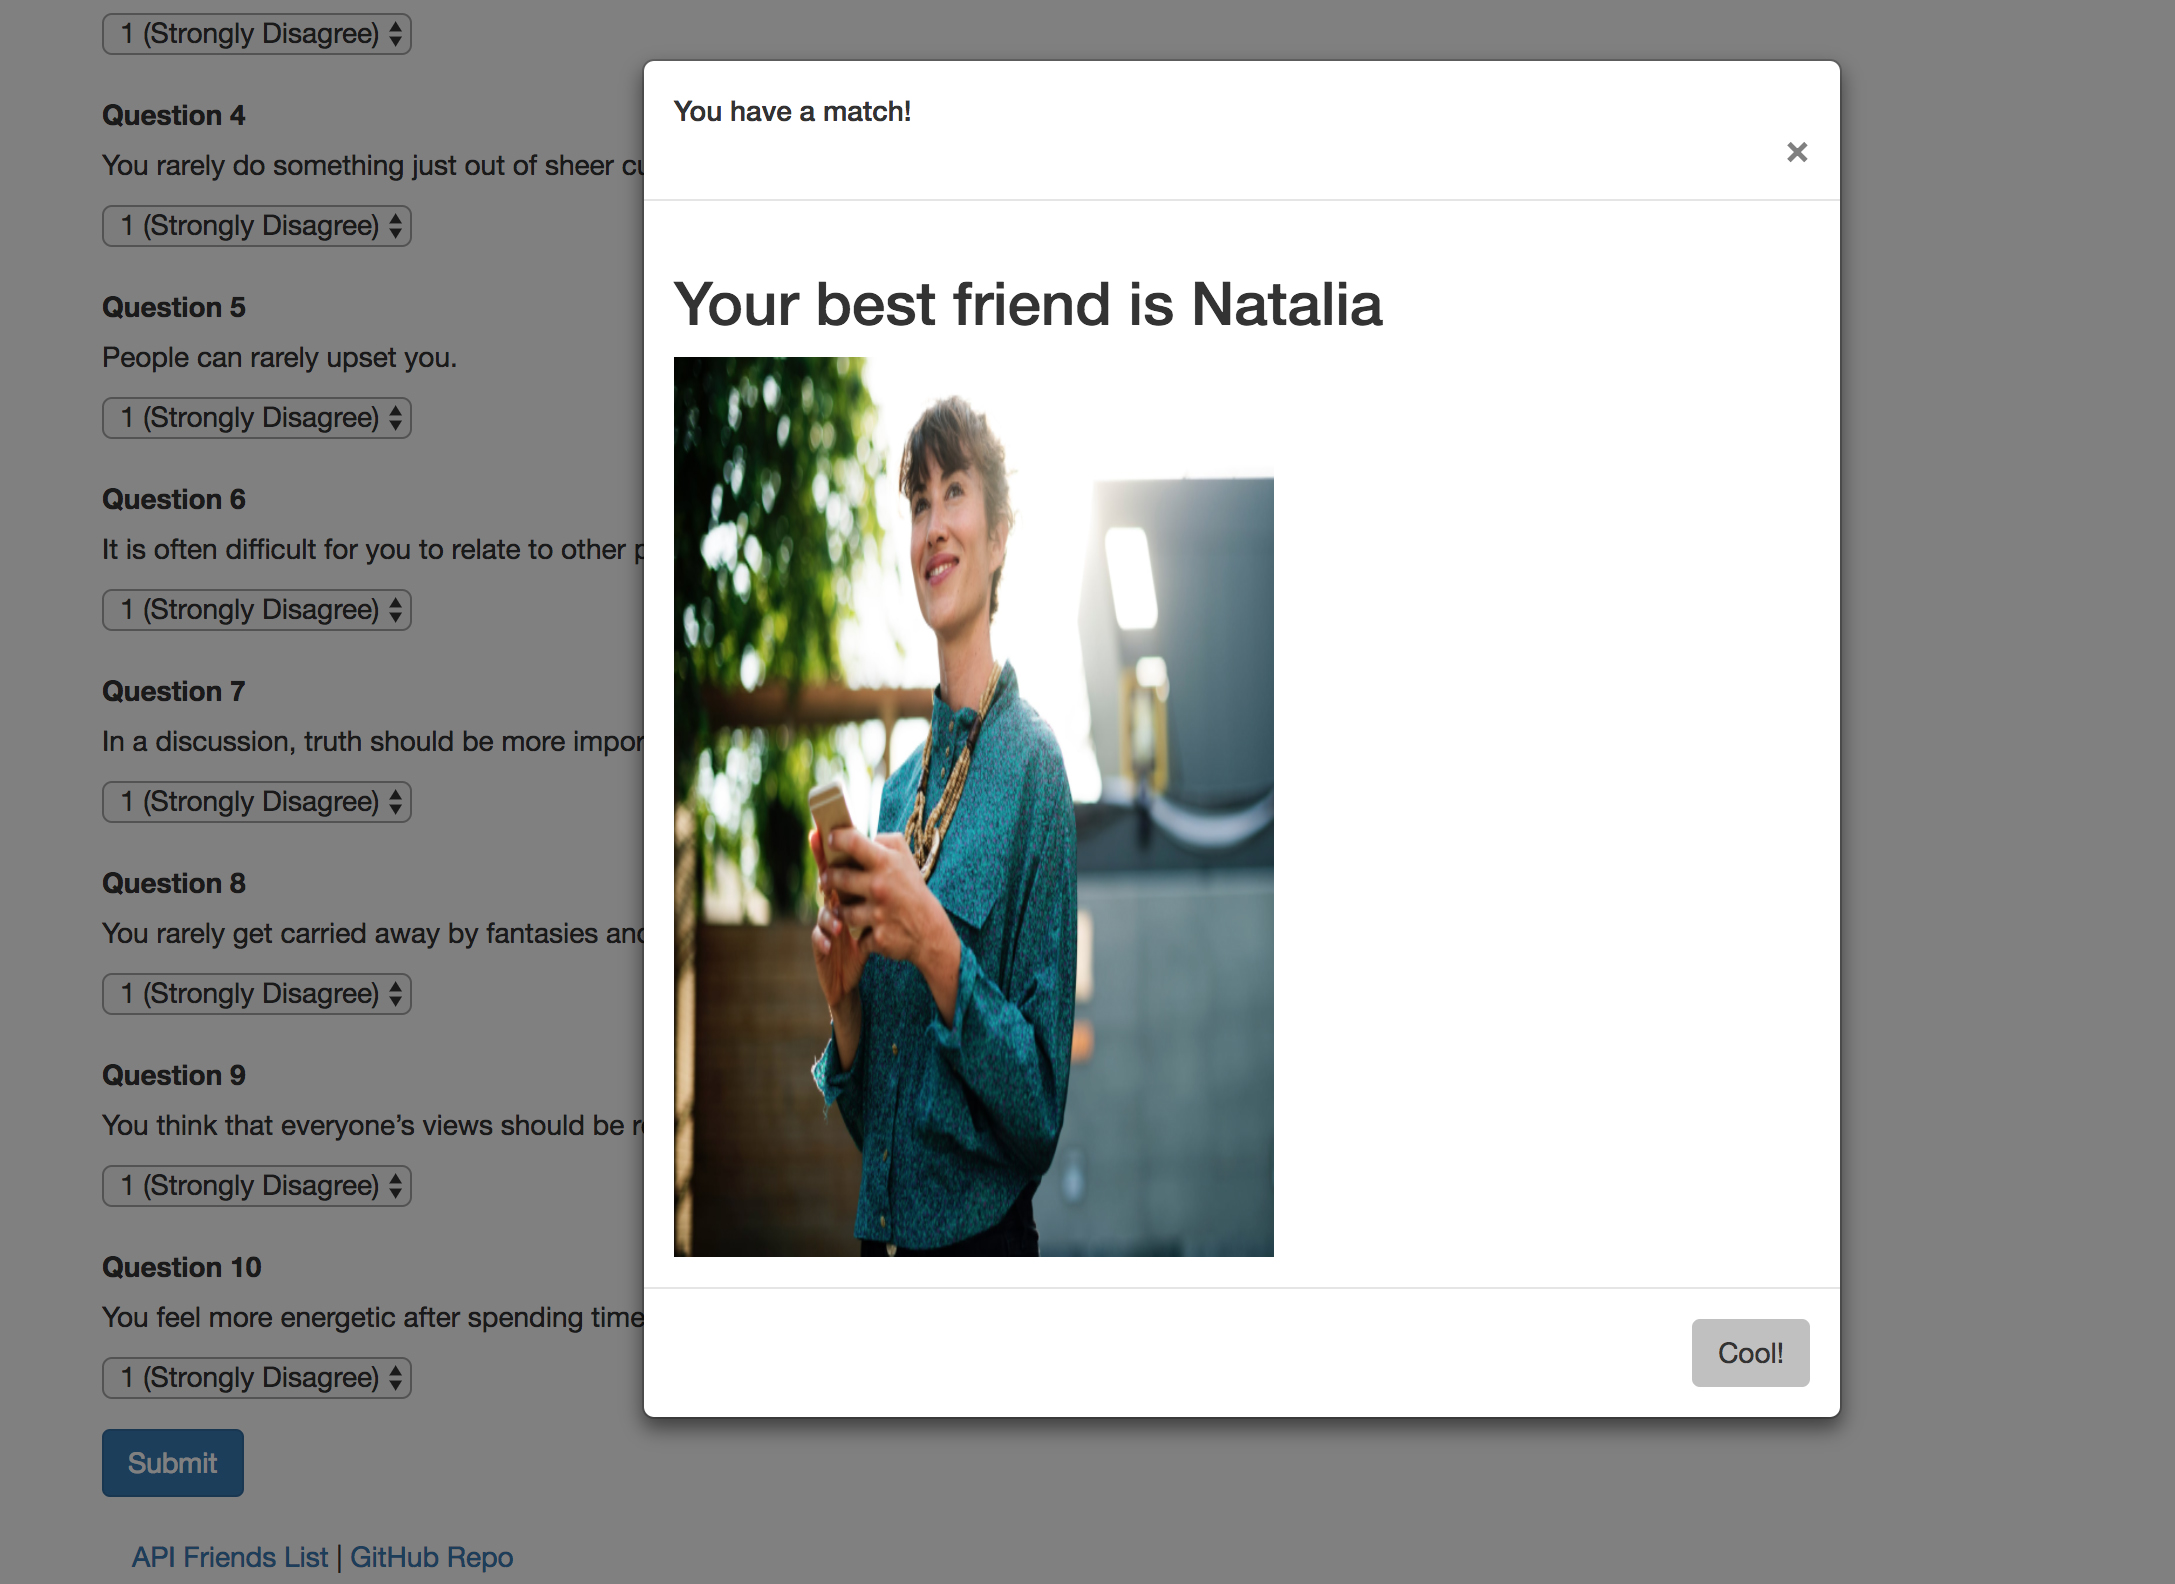 1 (Strongly Disagree)
Question 4
You rarely do something just out of sheer
1 (Strongly Disagree)
Question 5
People can rarely upset you.
1 (Strongly Disagree)
Question 6
It is often difficult for you to relate to other
1 (Strongly Disagree)
Question 7
In a discussion, truth should be more
1 (Strongly Disagree)
Question 8
You rarely get carried away by fantasies
1 (Strongly Disagree)
Question 9
You think that everyone’s views should be
1 (Strongly Disagree)
Question 10
You feel more energetic after spending time
1 (Strongly Disagree)
Submit
API Friends List | GitHub Repo
You have a match!
×
Your best friend is Natalia
Cool!